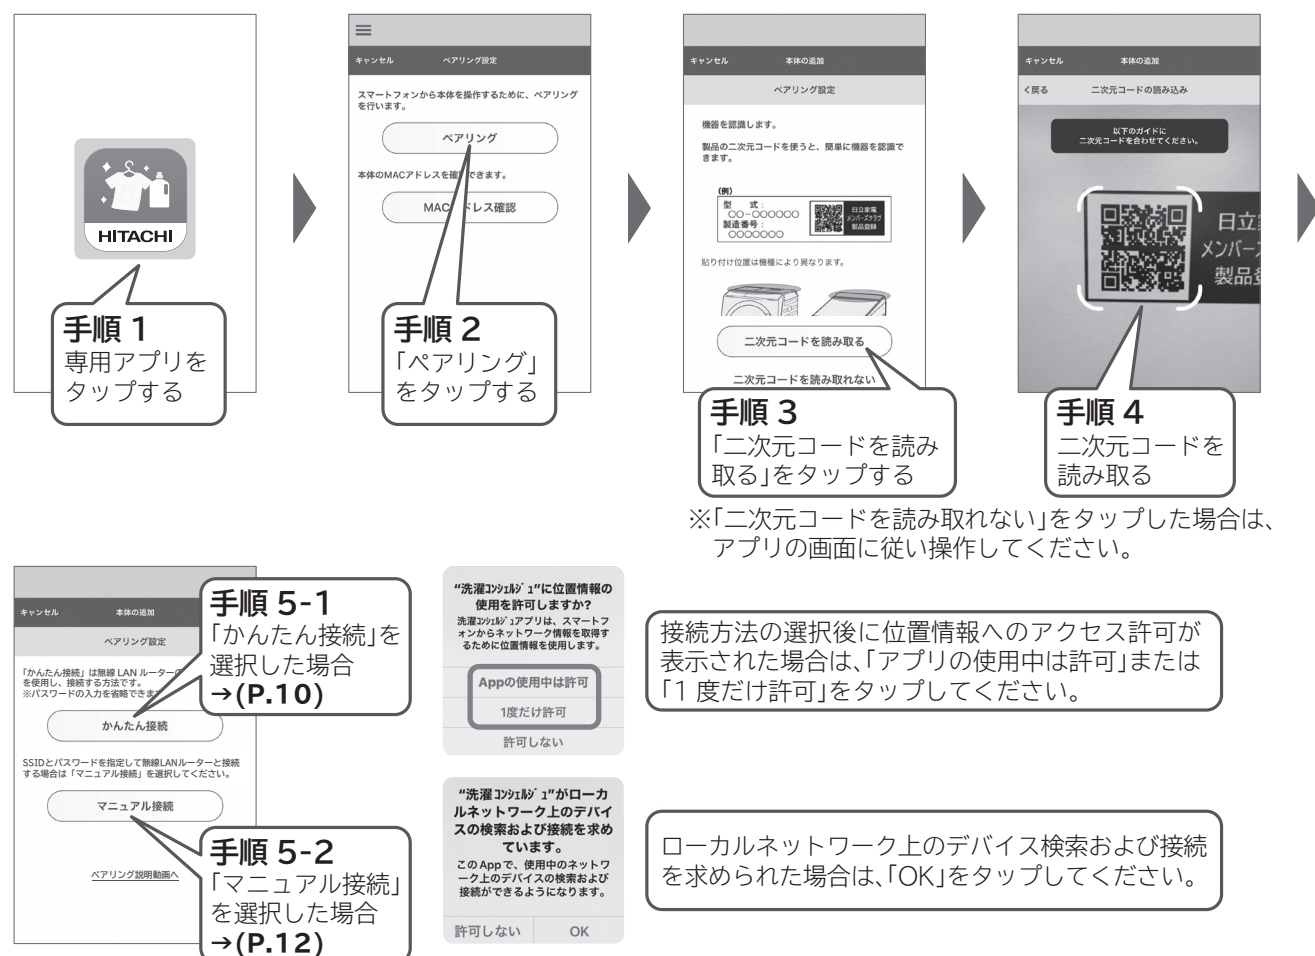 HITACHI
手順 1
専用アプリを
タップする
キャンセル ペアリング設定
スマートフォンから本体を操作するために、ペアリング
を行います。
ペアリング
本体のMACアドレスを確認できます。
MACアドレス確認
手順 2
「ペアリング」
をタップする
キャンセル 本体の追加
ペアリング設定
機器を認識します。
製品の二次元コードを使うと、簡単に機器を認識で
きます。
(例)
型 式:
○○-○○○○○○
製造番号:
○○○○○○○
日立家電
メンバーズクラブ
製品登録
貼り付け位置は機種により異なります。
二次元コードを読み取る
二次元コードを読み取れない
手順 3
「二次元コードを読み
取る」をタップする
キャンセル 本体の追加
<戻る 二次元コードの読み込み
以下のガイドに
二次元コードを合わせてください。
日立
メンバー
製品
手順 4
二次元コードを
読み取る
※「二次元コードを読み取れない」をタップした場合は、
アプリの画面に従い操作してください。
キャンセル 本体の追加
ペアリング設定
「かんたん接続」は無線 LAN ルーターの
を使用し、接続する方法です。
※パスワードの入力を省略できま
かんたん接続
SSIDとパスワードを指定して無線LANルーターと接続
する場合は「マニュアル接続」を選択してください。
マニュアル接続
ペアリング説明動画へ
手順 5-1
「かんたん接続」を
選択した場合
→(P.10)
手順 5-2
「マニュアル接続」
を選択した場合
→(P.12)
“洗濯ｺﾝｼｪﾙｼﾞｭ”に位置情報の
使用を許可しますか?
洗濯ｺﾝｼｪﾙｼﾞｭアプリは、スマートフ
ォンからネットワーク情報を取得す
るために位置情報を使用します。
Appの使用中は許可
1度だけ許可
許可しない
接続方法の選択後に位置情報へのアクセス許可が
表示された場合は、「アプリの使用中は許可」または
「1 度だけ許可」をタップしてください。
“洗濯ｺﾝｼｪﾙｼﾞｭ”がローカ
ルネットワーク上のデバイ
スの検索および接続を求め
ています。
このAppで、使用中のネットワ
ーク上のデバイスの検索および
接続ができるようになります。
許可しない OK
ローカルネットワーク上のデバイス検索および接続
を求められた場合は、「OK」をタップしてください。